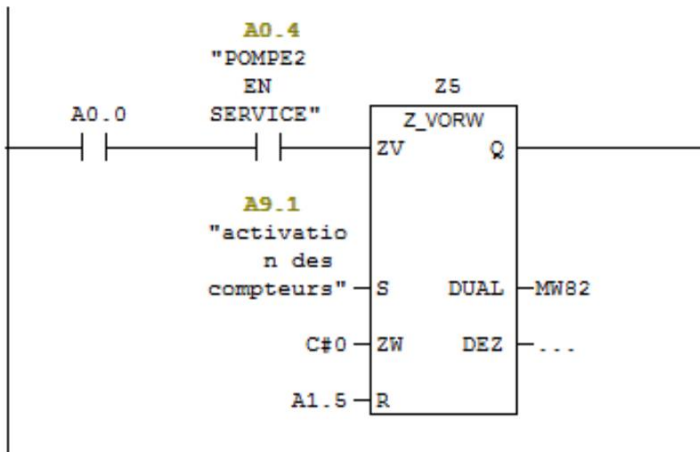 A0.4
"POMPE2
EN
SERVICE"
A0.0
Z5
Z_VORW
ZV
Q
A9.1
"activatio
n des
compteurs"
S
DUAL
MW82
C#0
ZW
DEZ
...
A1.5
R